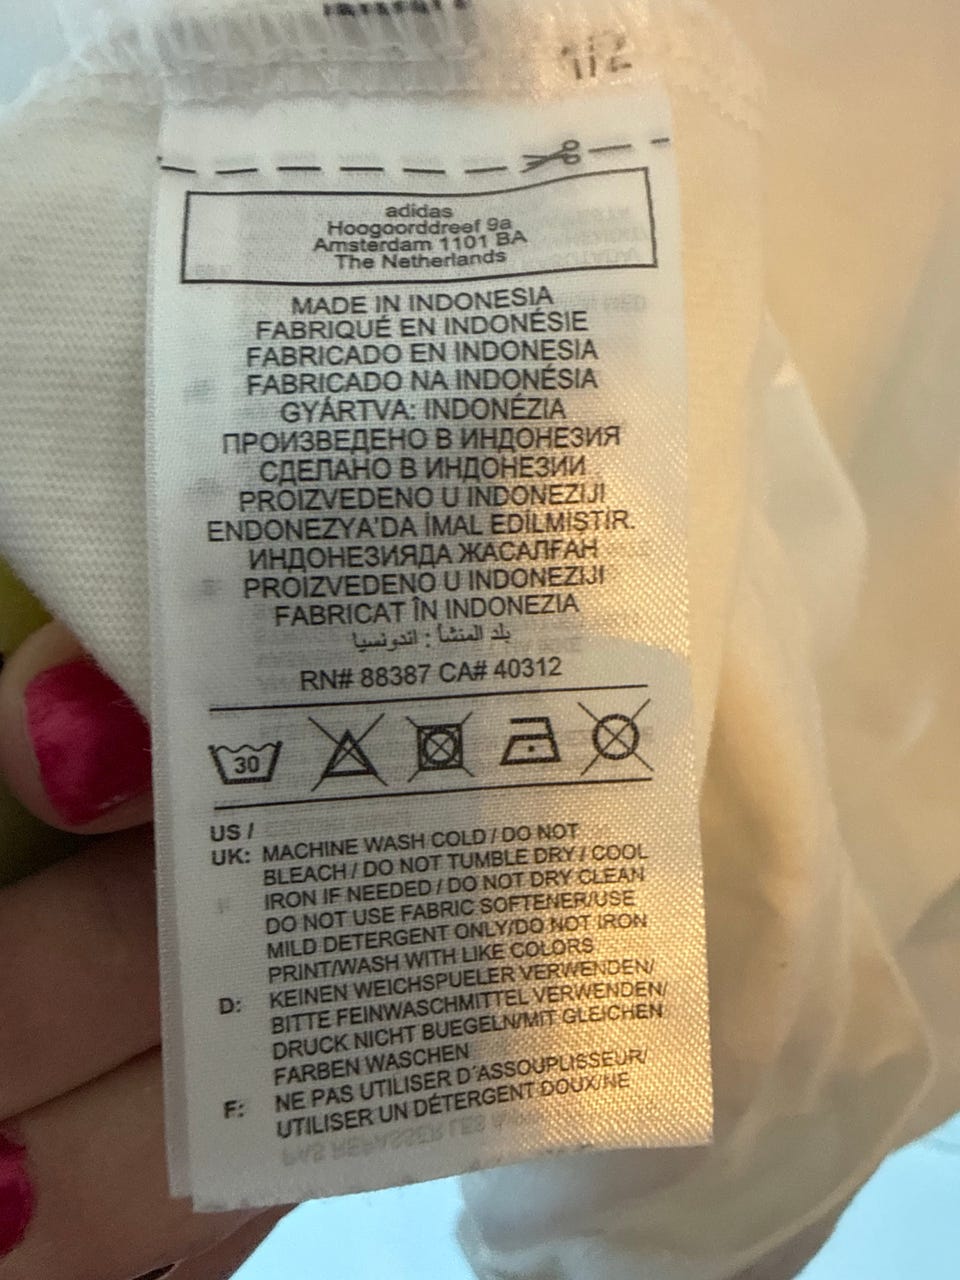 1/2
adidas
Hoogoorddreef 9a
Amsterdam 1101 BA
The Netherlands
MADE IN INDONESIA
FABRIQUÉ EN INDONÉSIE
FABRICADO EN INDONESIA
FABRICADO NA INDONÉSIA
GYÁRTVA: INDONÉZIA
ПРОИЗВЕДЕНО В ИНДОНЕЗИЯ
СДЕЛАНО В ИНДОНЕЗИИ
PROIZVEDENO U INDONEZIJI
ENDONEZYA'DA İMAL EDİLMİŞTİR.
ИНДОНЕЗИЯДА ЖАСАЛҒАН
PROIZVEDENO U INDONEZIJI
FABRICAT ÎN INDONEZIA
بلد المنشأ : اندونسيا
RN# 88387 CA# 40312
30
US /
UK: MACHINE WASH COLD / DO NOT
BLEACH / DO NOT TUMBLE DRY / COOL
IRON IF NEEDED / DO NOT DRY CLEAN
DO NOT USE FABRIC SOFTENER/USE
MILD DETERGENT ONLY/DO NOT IRON
PRINT/WASH WITH LIKE COLORS
D: KEINEN WEICHSPUELER VERWENDEN/
BITTE FEINWASCHMITTEL VERWENDEN/
DRUCK NICHT BUEGELN/MIT GLEICHEN
FARBEN WASCHEN
F: NE PAS UTILISER D'ASSOUPLISSEUR/
UTILISER UN DÉTERGENT DOUX/NE
PAS REPASSER LES